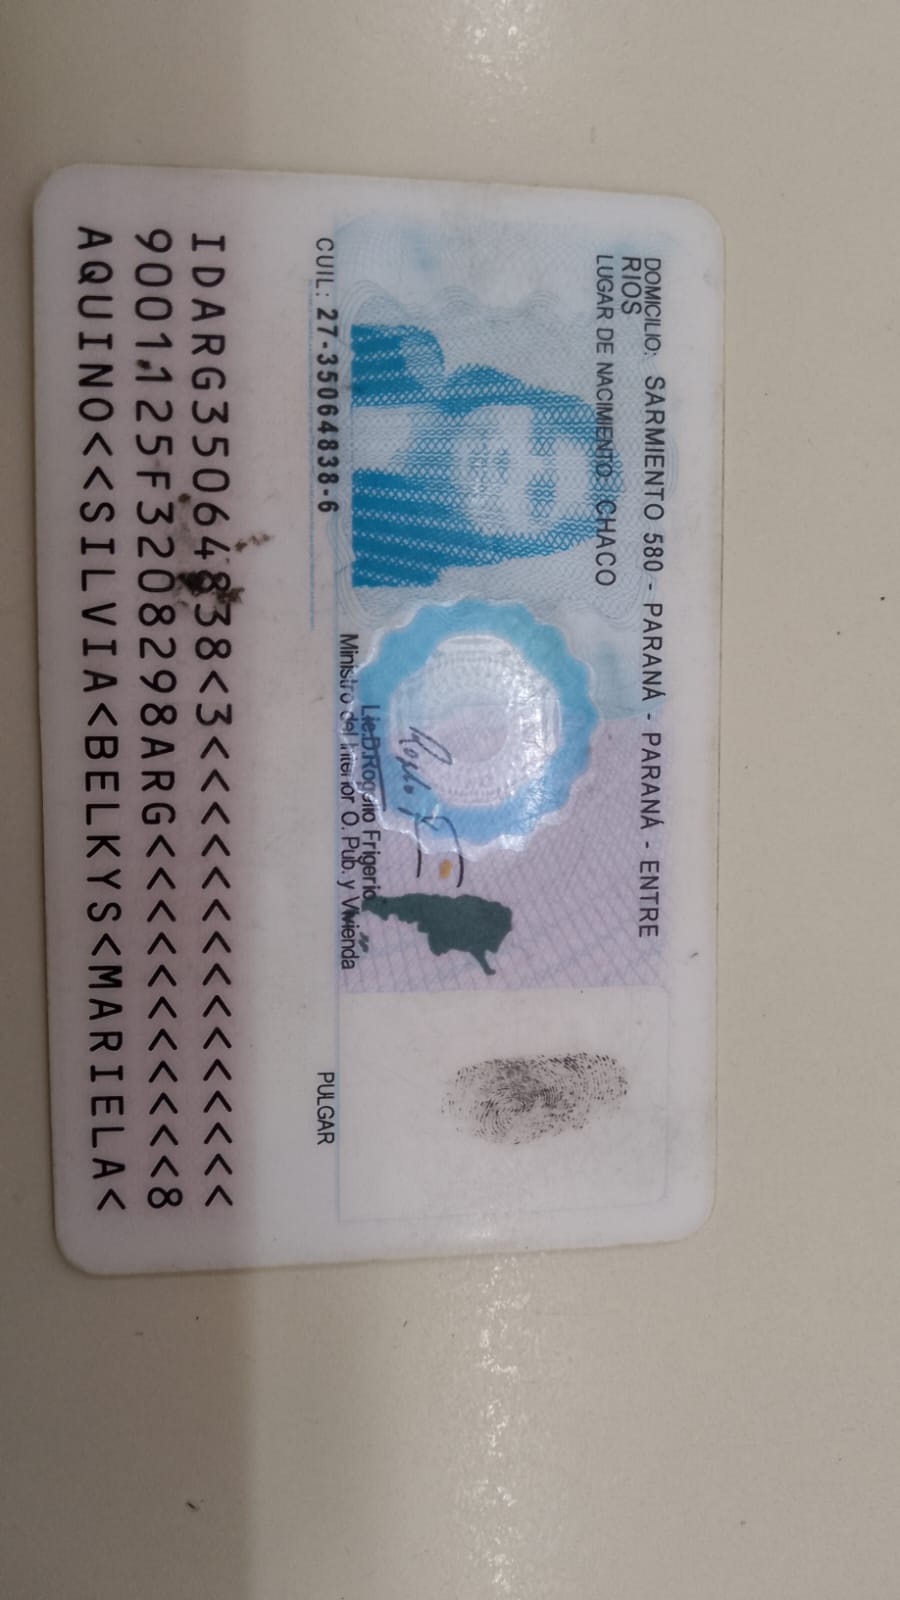 DOMICILIO: SARMIENTO 580 - PARANÁ - PARANÁ - ENTRE
RIOS
LUGAR DE NACIMIENTO: CHACO
Lic.D.Rogelio Frigerio
Ministro del Interior O. Pub. y Vivienda
CUIL: 27-35064838-6
PULGAR
IDARG35064838<3<<<<<<<<<<<<<<<
9001125F3208298ARG<<<<<<<<<<<8
AQUINO<<SILVIA<BELKYS<MARIELA<